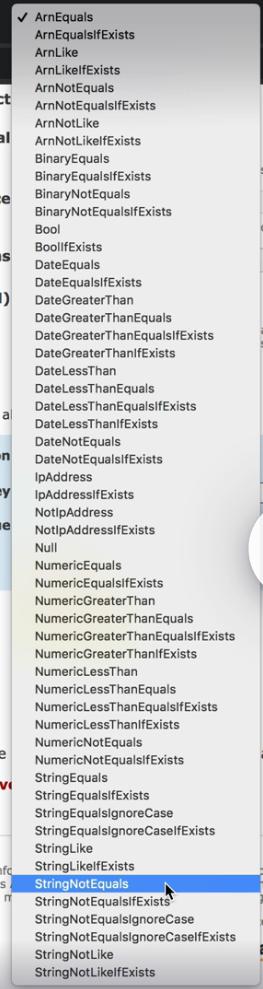 ✓ ArnEquals
ArnEqualsIfExists
ArnLike
ArnLikeIfExists
ArnNotEquals
ArnNotEqualsIfExists
ArnNotLike
ArnNotLikeIfExists
BinaryEquals
BinaryEqualsIfExists
BinaryNotEquals
BinaryNotEqualsIfExists
Bool
BoolIfExists
DateEquals
DateEqualsIfExists
DateGreaterThan
DateGreaterThanEquals
DateGreaterThanEqualsIfExists
DateGreaterThanIfExists
DateLessThan
DateLessThanEquals
DateLessThanEqualsIfExists
DateLessThanIfExists
DateNotEquals
DateNotEqualsIfExists
IpAddress
IpAddressIfExists
NotIpAddress
NotIpAddressIfExists
Null
NumericEquals
NumericEqualsIfExists
NumericGreaterThan
NumericGreaterThanEquals
NumericGreaterThanEqualsIfExists
NumericGreaterThanIfExists
NumericLessThan
NumericLessThanEquals
NumericLessThanEqualsIfExists
NumericLessThanIfExists
NumericNotEquals
NumericNotEqualsIfExists
StringEquals
StringEqualsIfExists
StringEqualsIgnoreCase
StringEqualsIgnoreCaseIfExists
StringLike
StringLikeIfExists
StringNotEquals
StringNotEqualsIfExists
StringNotEqualsIgnoreCase
StringNotEqualsIgnoreCaseIfExists
StringNotLike
StringNotLikeIfExists